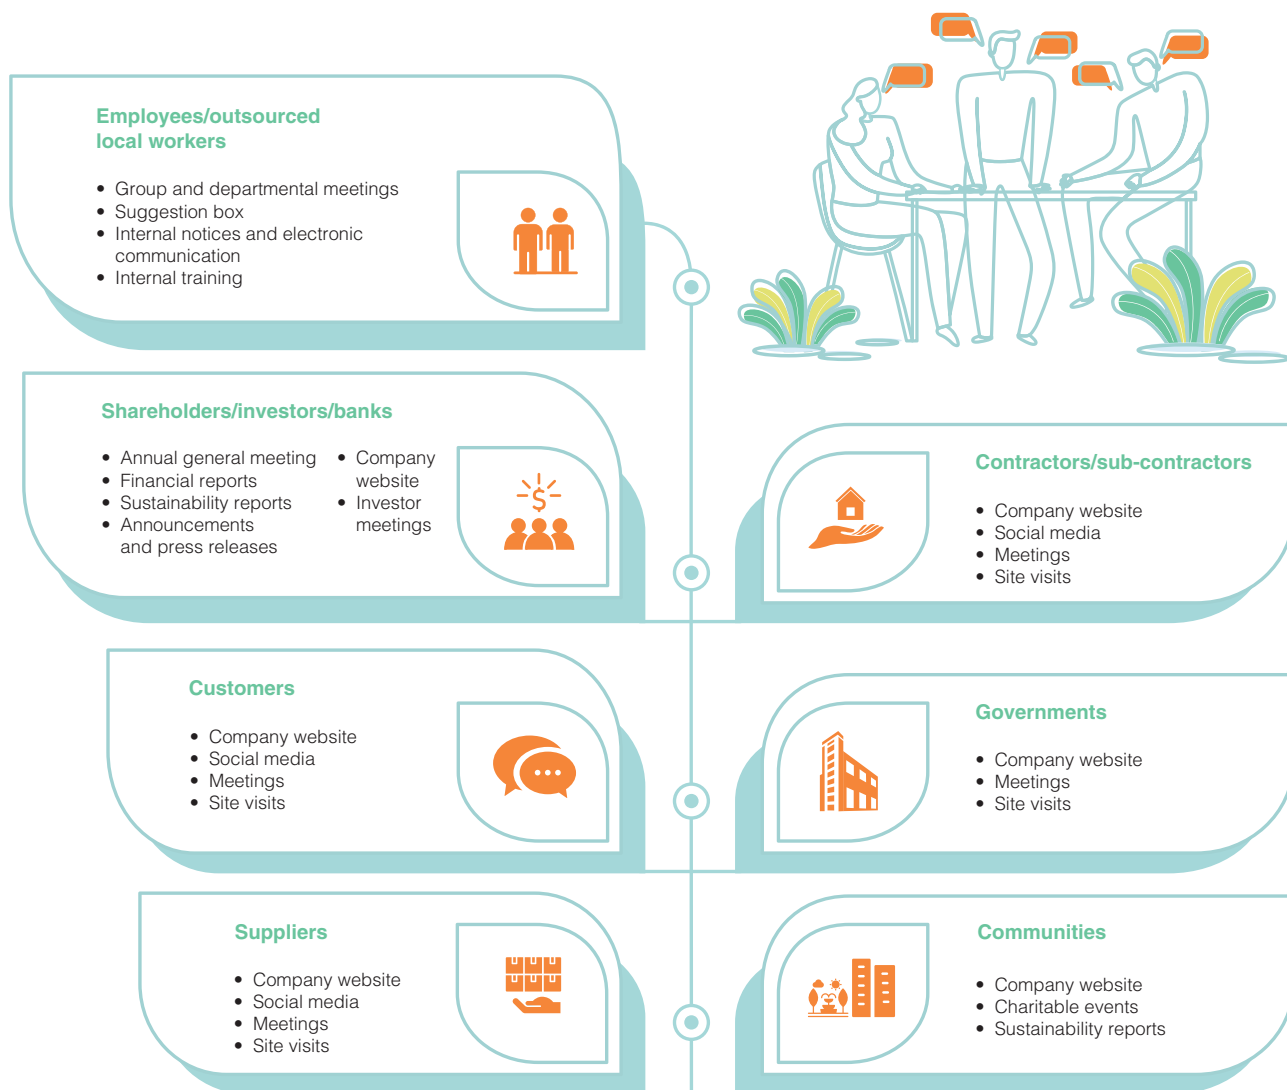 Employees/outsourced
local workers
• Group and departmental meetings
• Suggestion box
• Internal notices and electronic
communication
• Internal training
Shareholders/investors/banks
• Annual general meeting
• Financial reports
• Sustainability reports
• Announcements
and press releases
• Company
website
• Investor
meetings
$
Contractors/sub-contractors
• Company website
• Social media
• Meetings
• Site visits
Customers
• Company website
• Social media
• Meetings
• Site visits
Governments
• Company website
• Meetings
• Site visits
Suppliers
• Company website
• Social media
• Meetings
• Site visits
Communities
• Company website
• Charitable events
• Sustainability reports